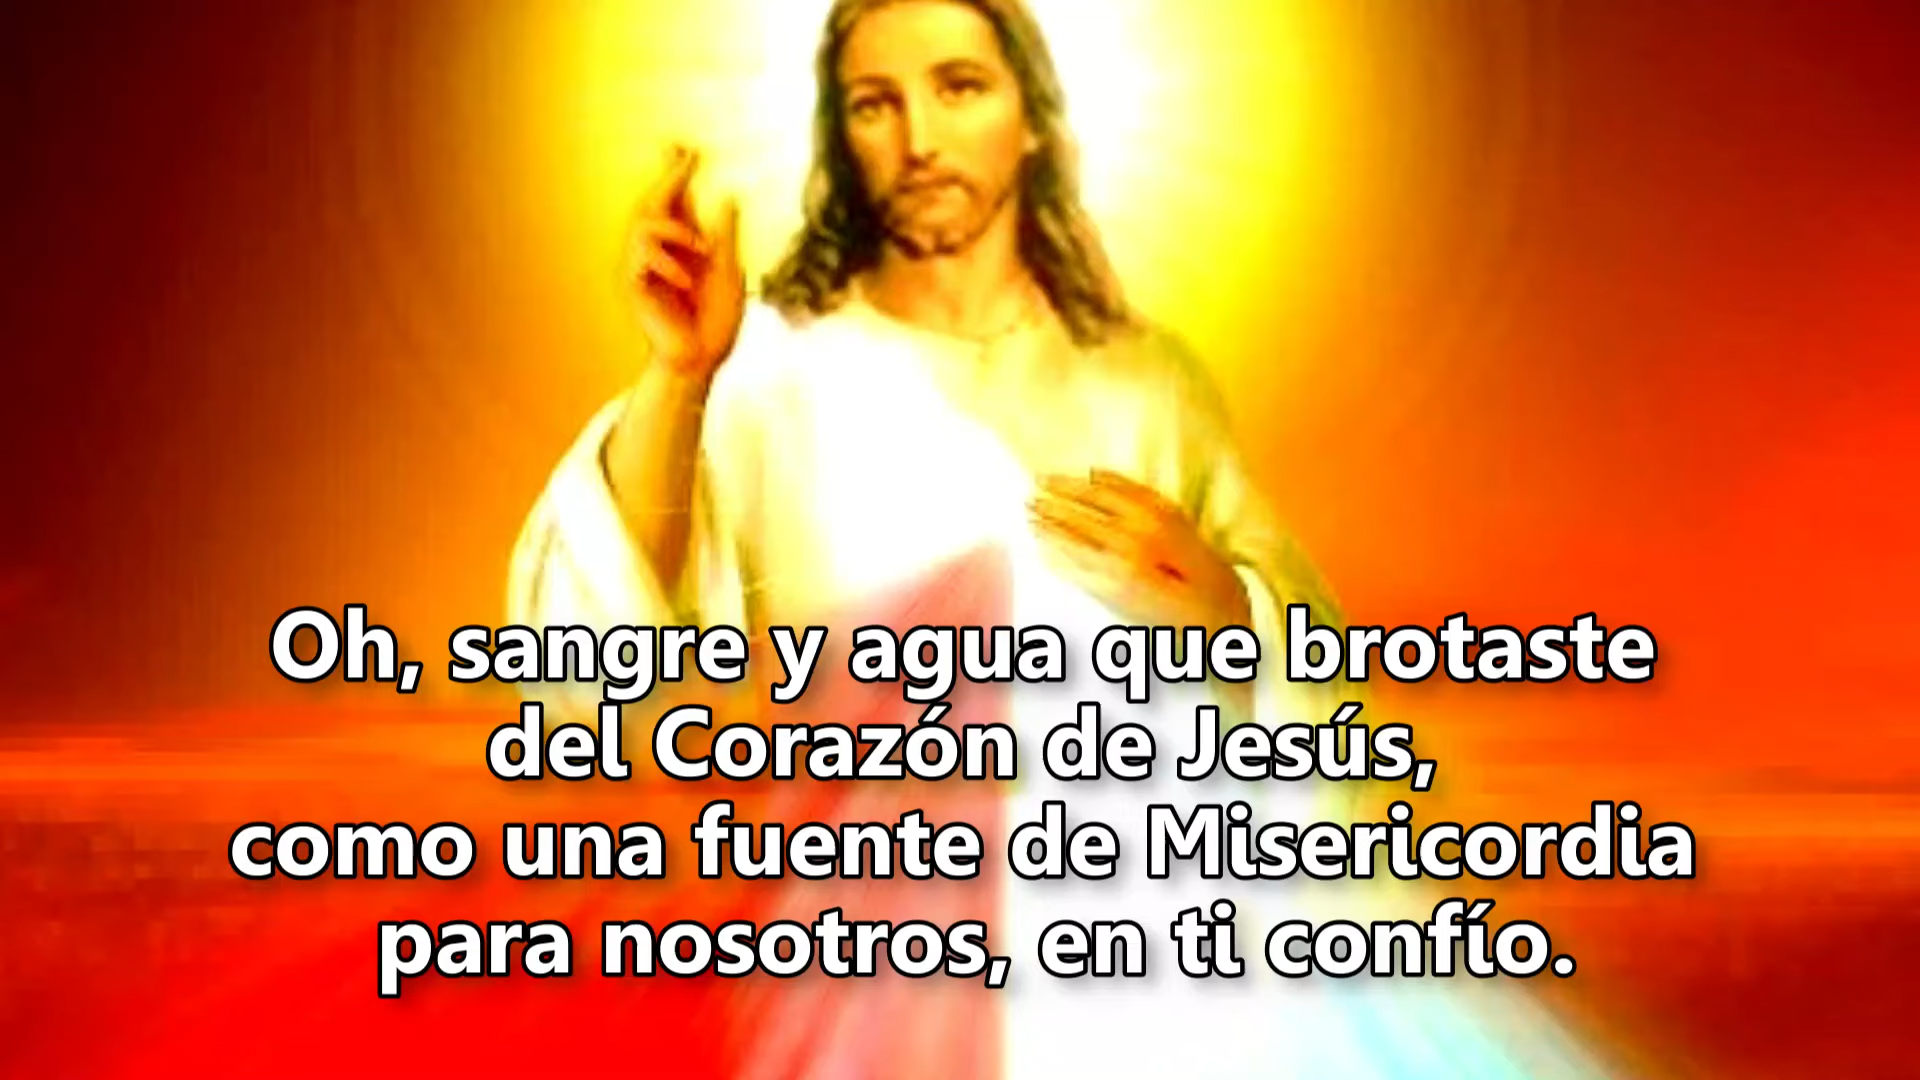 Oh, sangre y agua que brotaste
del Corazón de Jesús,
como una fuente de Misericordia
para nosotros, en ti confío.